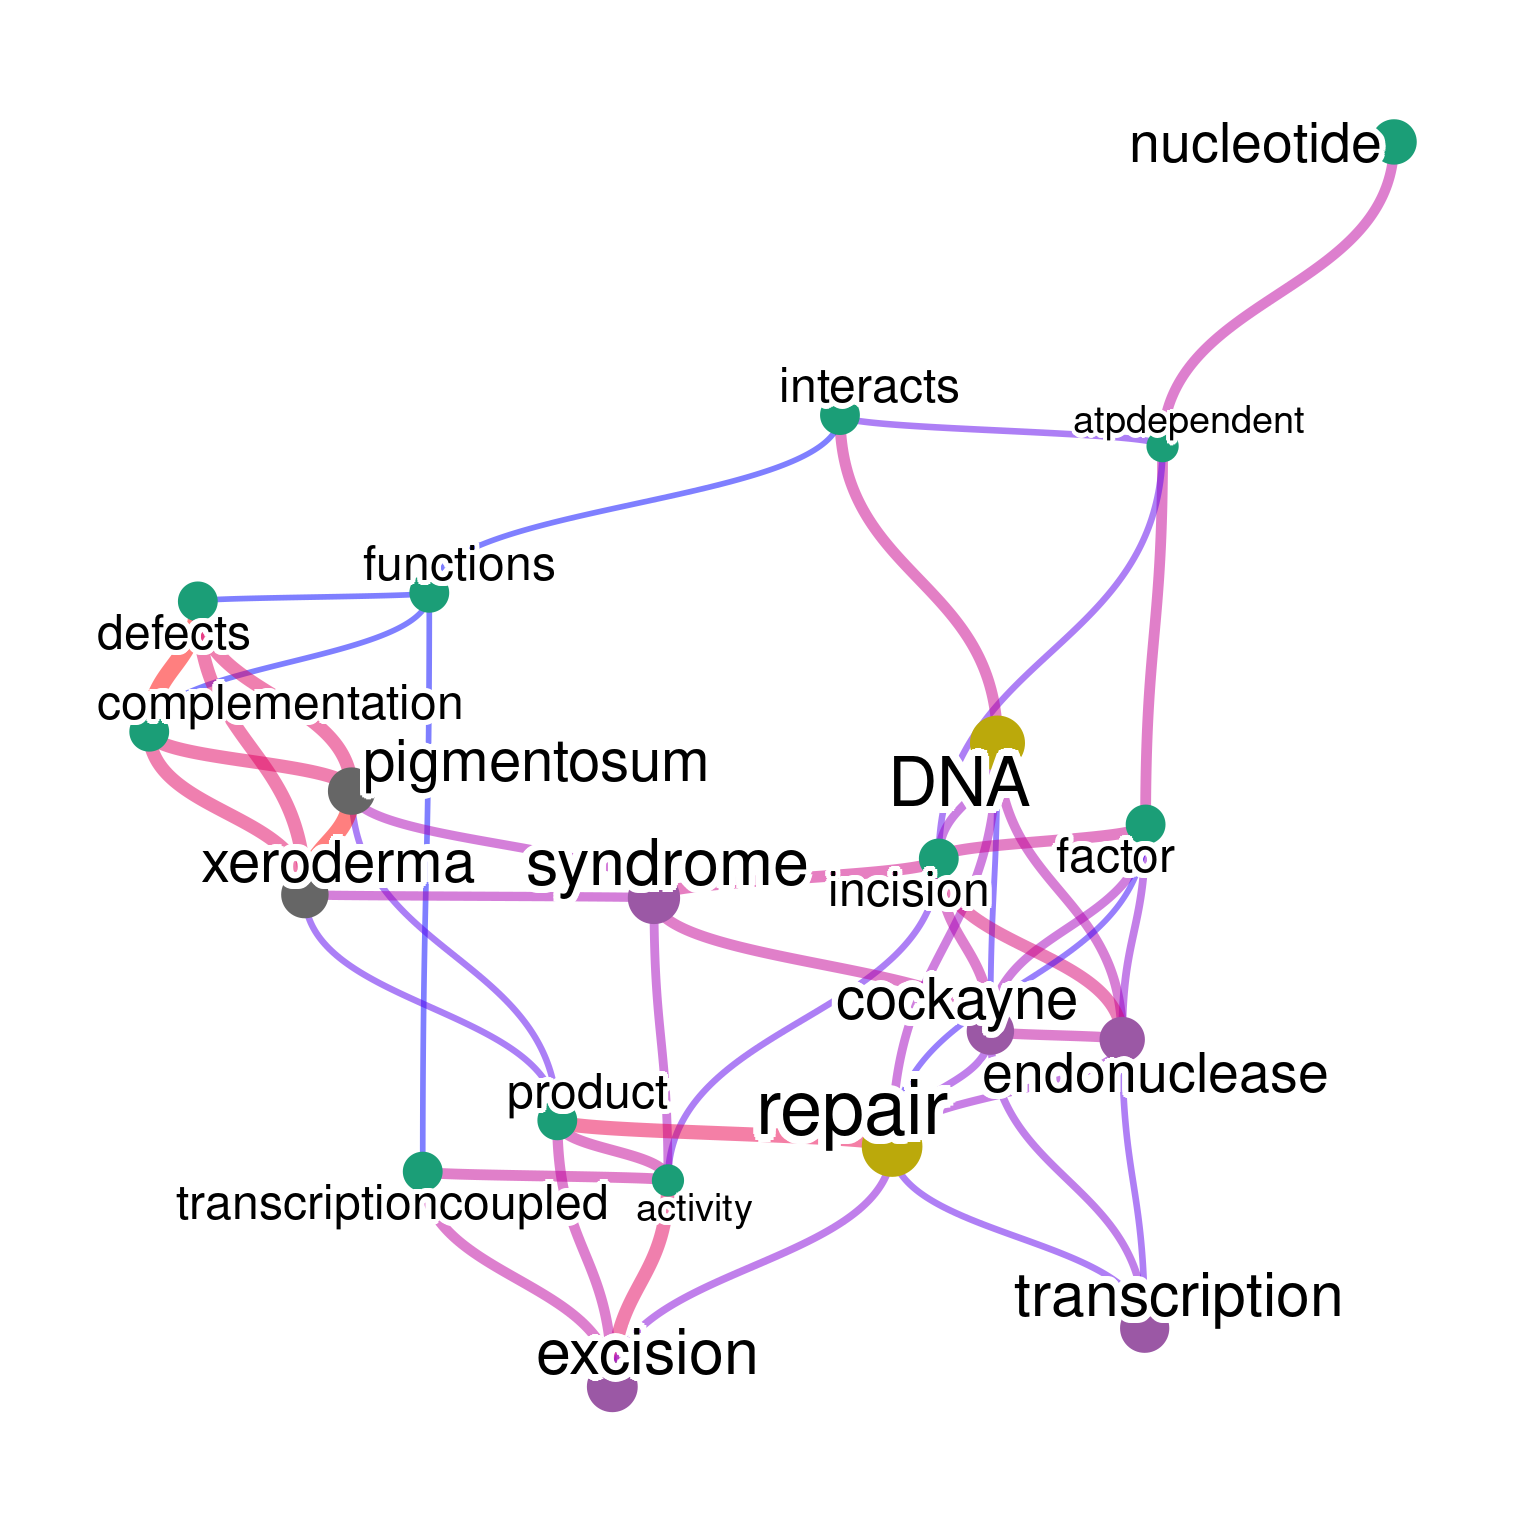 nucleotide
interacts
atpdependent
functions
defects
complementation
pigmentosum
DNA
xeroderma
syndrome
factor
incision
cockayne
endonuclease
product
repair
transcriptioncoupled
activity
transcription
excision